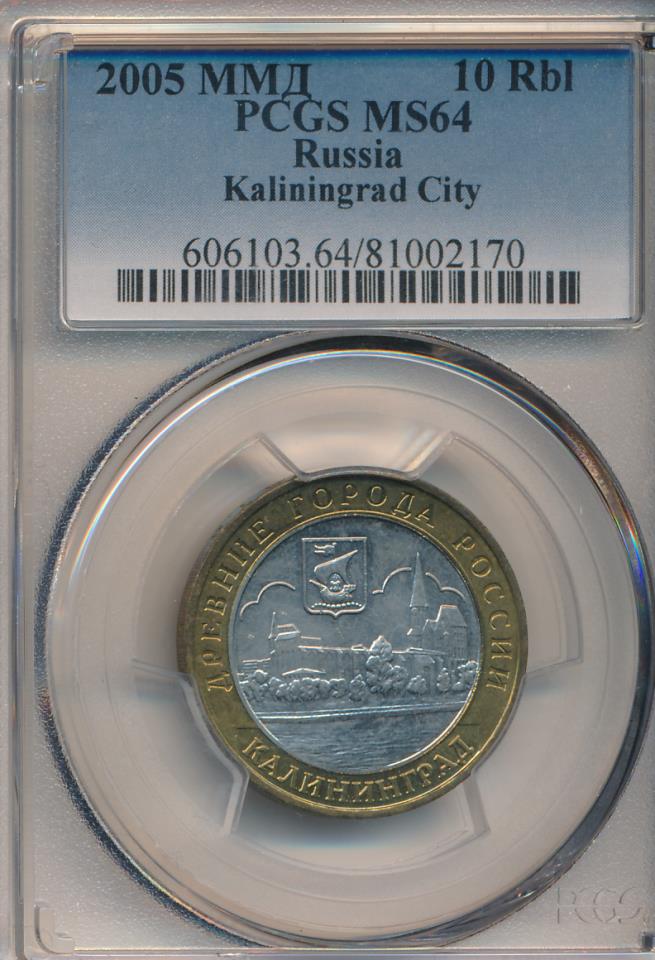 2005 ММД 10 Rbl
PCGS MS64
Russia
Kaliningrad City
606103.64/81002170
ДРЕВНИЕ ГОРОДА РОССИИ
КАЛИНИНГРАД
PCGS